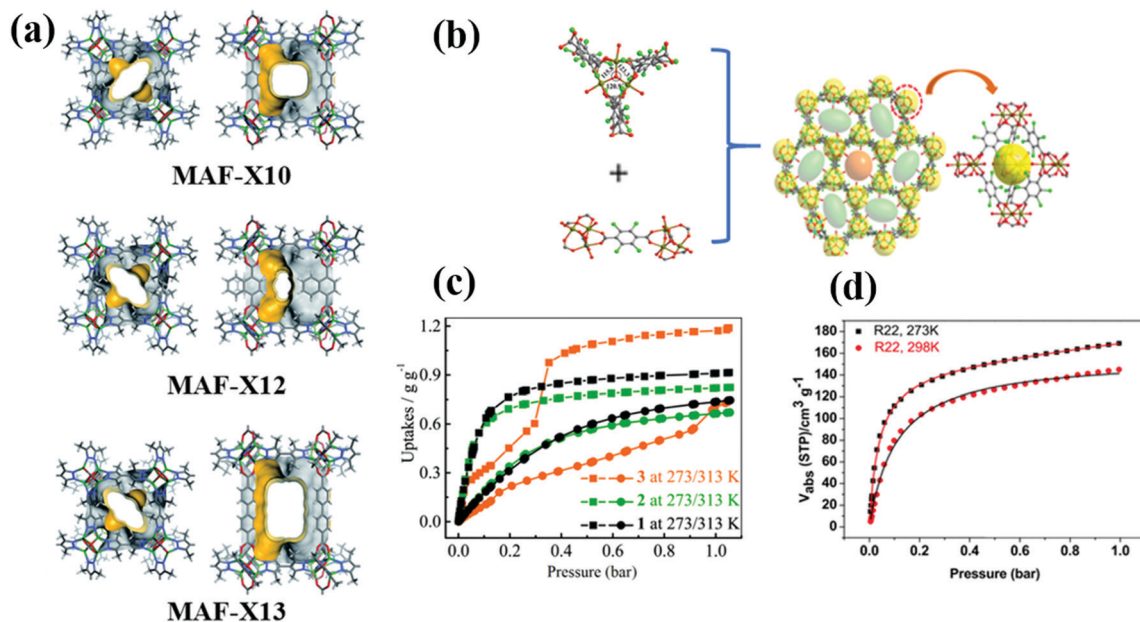 (a)
MAF-X10
MAF-X12
MAF-X13
(b)
+
(c)
Uptakes / g g⁻¹
1.2
0.9
0.6
0.3
0.0
3 at 273/313 K
2 at 273/313 K
1 at 273/313 K
0.0 0.2 0.4 0.6 0.8 1.0
Pressure (bar)
(d)
Vabs (STP)/cm³ g⁻¹
180
160
140
120
100
80
60
40
20
0
R22, 273K
R22, 298K
0.0 0.2 0.4 0.6 0.8 1.0
Pressure (bar)